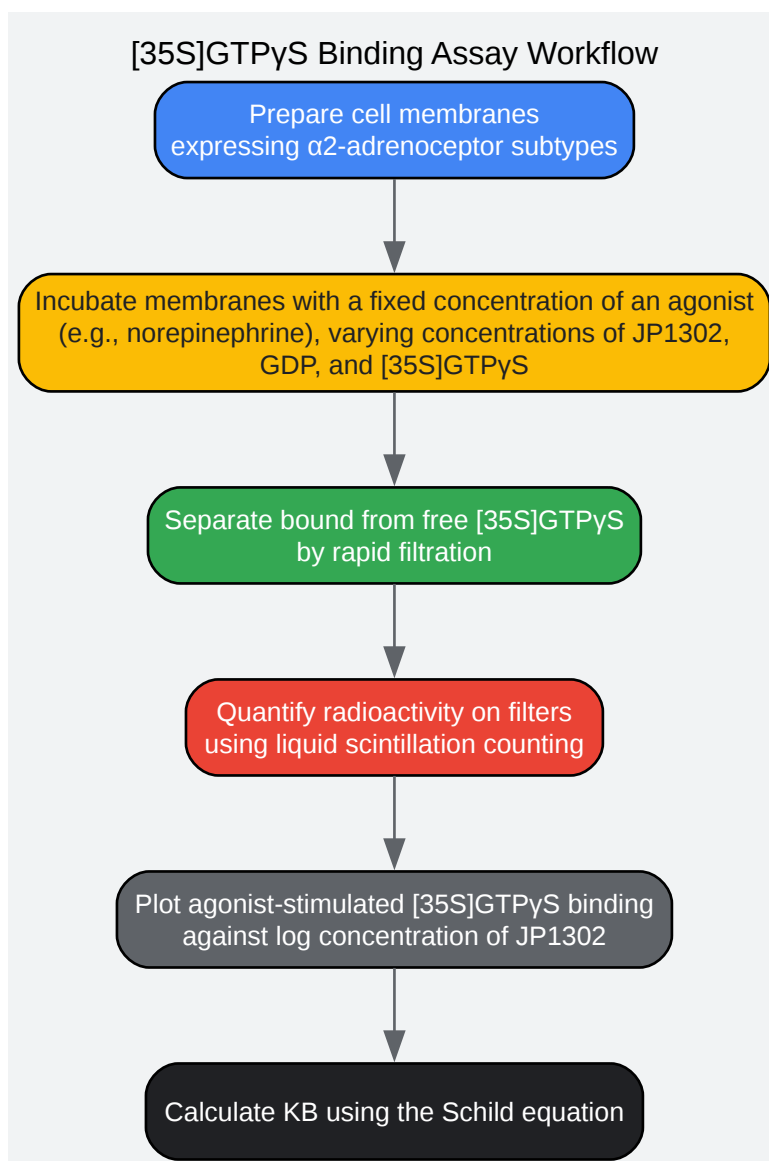 [35S]GTPγS Binding Assay Workflow
Prepare cell membranes
expressing α2-adrenoceptor subtypes
Incubate membranes with a fixed concentration of an agonist
(e.g., norepinephrine), varying concentrations of JP1302,
GDP, and [35S]GTPγS
Separate bound from free [35S]GTPγS
by rapid filtration
Quantify radioactivity on filters
using liquid scintillation counting
Plot agonist-stimulated [35S]GTPγS binding
against log concentration of JP1302
Calculate KB using the Schild equation